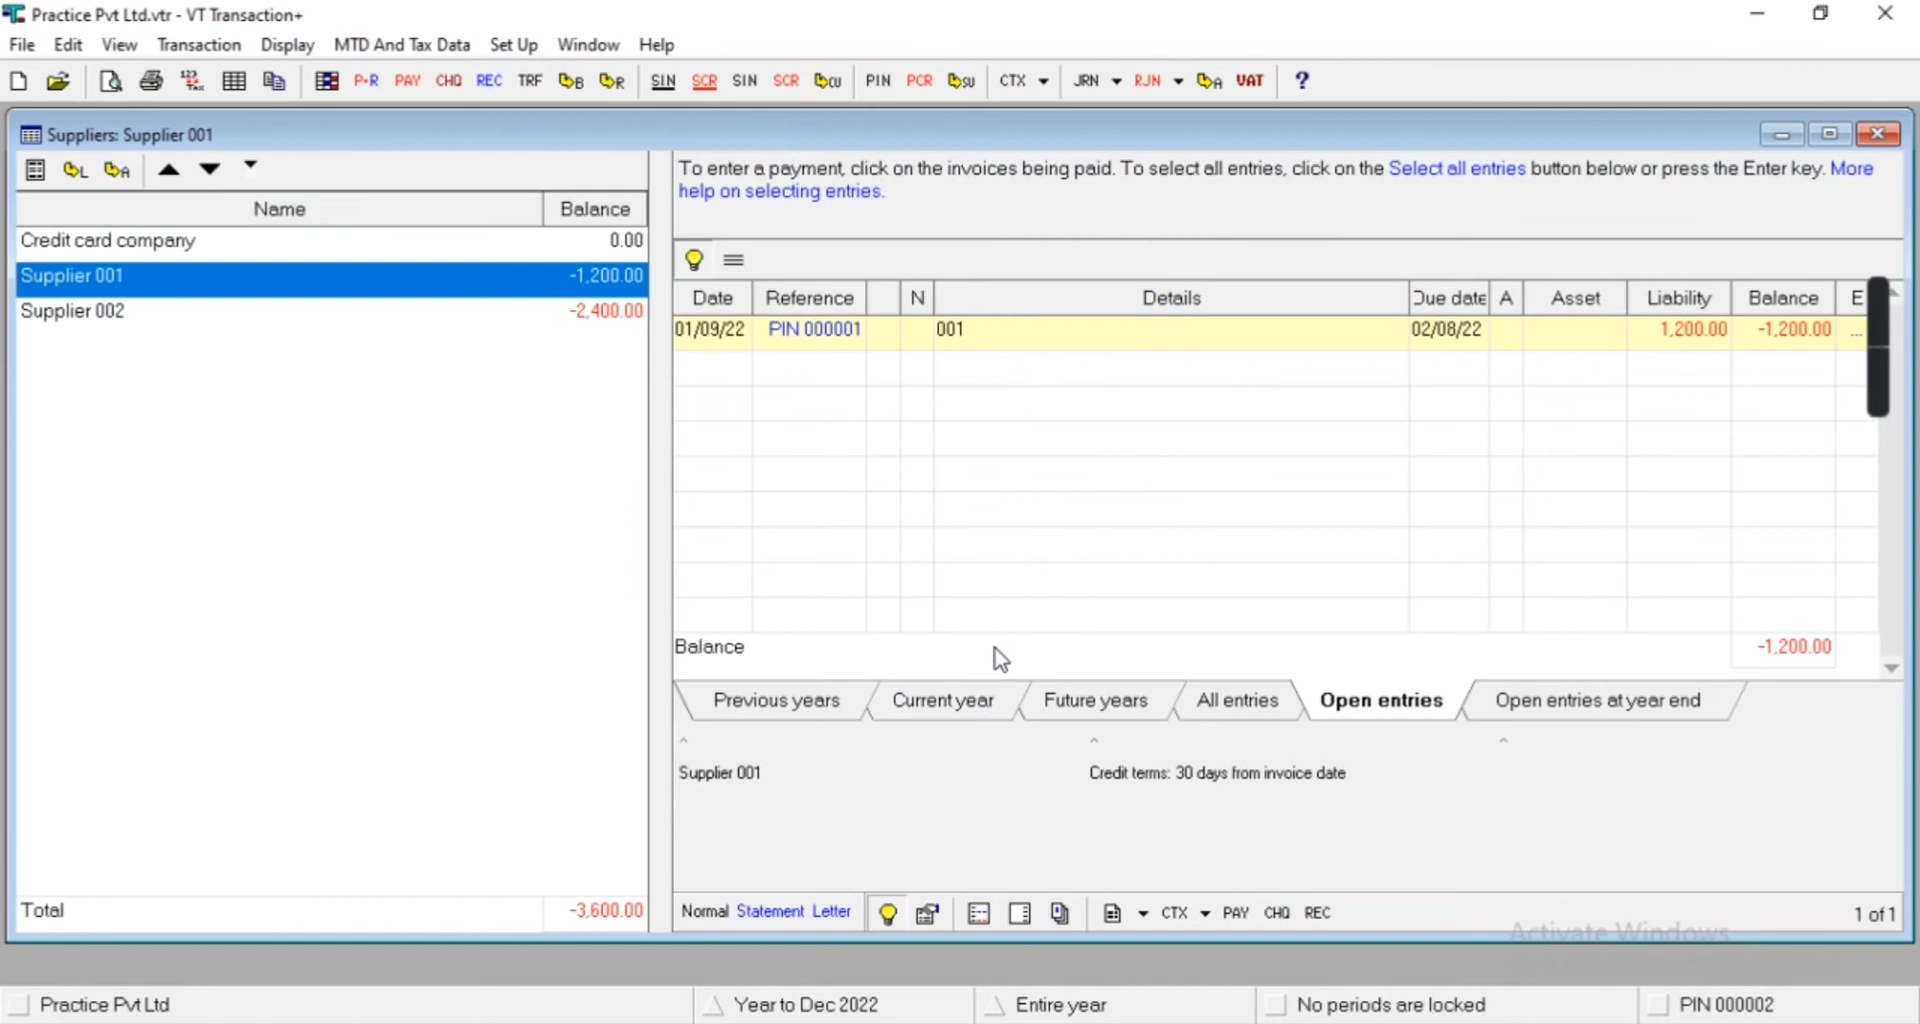 Practice Pvt Ltd.vtr - VT Transaction+
File Edit View Transaction Display MTD And Tax Data Set Up Window Help
123 TAX P+R PAY CHQ REC TRF B R SIN SCR SIN SCR CU PIN PCR SU CTX JRN RJN A VAT ?
Suppliers: Supplier 001
L A
To enter a payment, click on the invoices being paid. To select all entries, click on the Select all entries button below or press the Enter key. More
help on selecting entries.
Name Balance
Credit card company 0.00
Supplier 001 -1,200.00
Supplier 002 -2,400.00
Total -3,600.00
Date Reference N Details Due date A Asset Liability Balance E
01/09/22 PIN 000001 001 02/08/22 1,200.00 -1,200.00 ...
Balance -1,200.00
Previous years Current year Future years All entries Open entries Open entries at year end
Supplier 001 Credit terms: 30 days from invoice date
Normal Statement Letter CTX PAY CHQ REC 1 of 1
Activate Windows
Practice Pvt Ltd Year to Dec 2022 Entire year No periods are locked PIN 000002